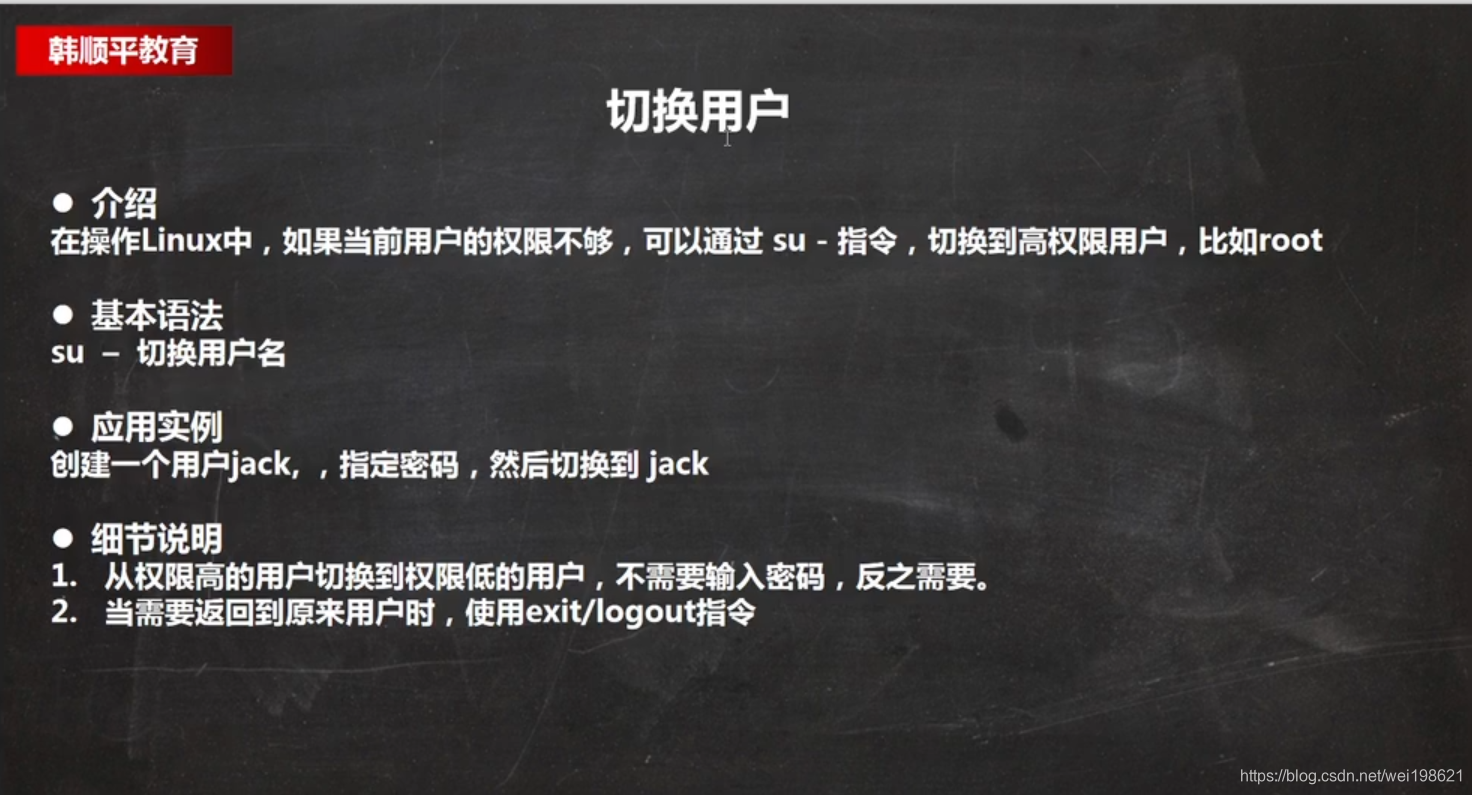 韩顺平教育
切换用户
● 介绍
在操作Linux中，如果当前用户的权限不够，可以通过 su - 指令，切换到高权限用户，比如root
● 基本语法
su – 切换用户名
● 应用实例
创建一个用户jack, ，指定密码，然后切换到 jack
● 细节说明
1. 从权限高的用户切换到权限低的用户，不需要输入密码，反之需要。
2. 当需要返回到原来用户时，使用exit/logout指令
https://blog.csdn.net/wei198621